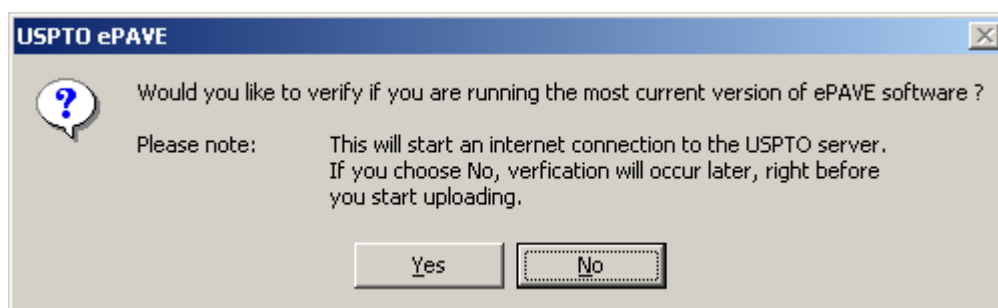 USPTO ePAVE
Would you like to verify if you are running the most current version of ePAVE software ?
Please note: This will start an internet connection to the USPTO server.
If you choose No, verfication will occur later, right before
you start uploading.
Yes No